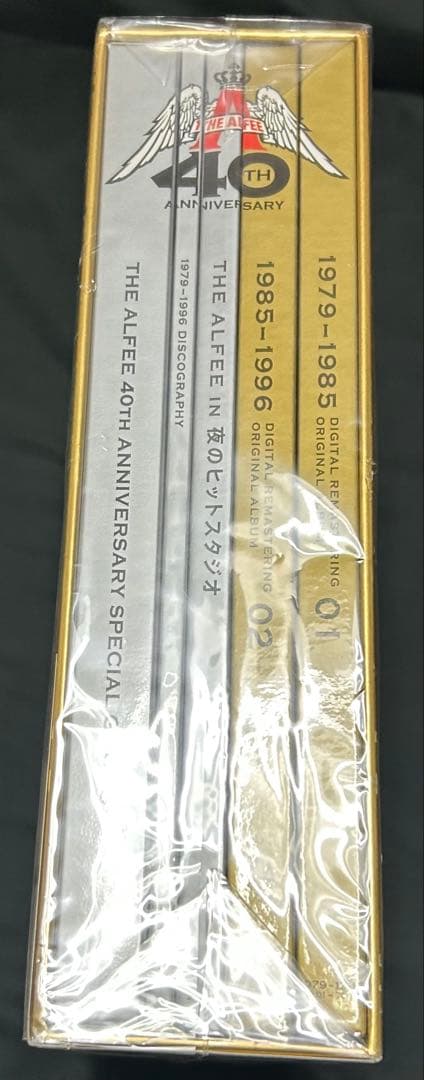 THE ALFEE
40TH
ANNIVERSARY
1979-1985
DIGITAL REMASTERING
ORIGINAL
01
1985-1996
DIGITAL REMASTERING
ORIGINAL ALBUM
02
THE ALFEE IN 夜のヒットスタジオ
1979-1996 DISCOGRAPHY
THE ALFEE 40TH ANNIVERSARY SPECIAL